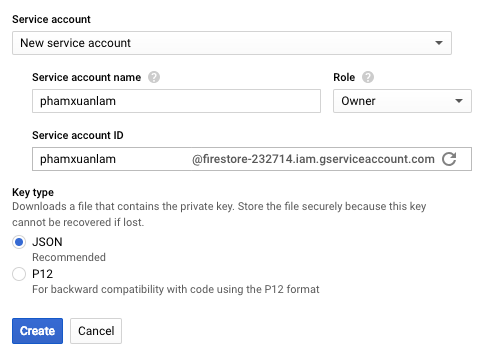 Service account
New service account
Service account name ? Role ?
phamxuanlam Owner
Service account ID
phamxuanlam @firestore-232714.iam.gserviceaccount.com
Key type
Downloads a file that contains the private key. Store the file securely because this key
cannot be recovered if lost.
JSON
Recommended
P12
For backward compatibility with code using the P12 format
Create Cancel